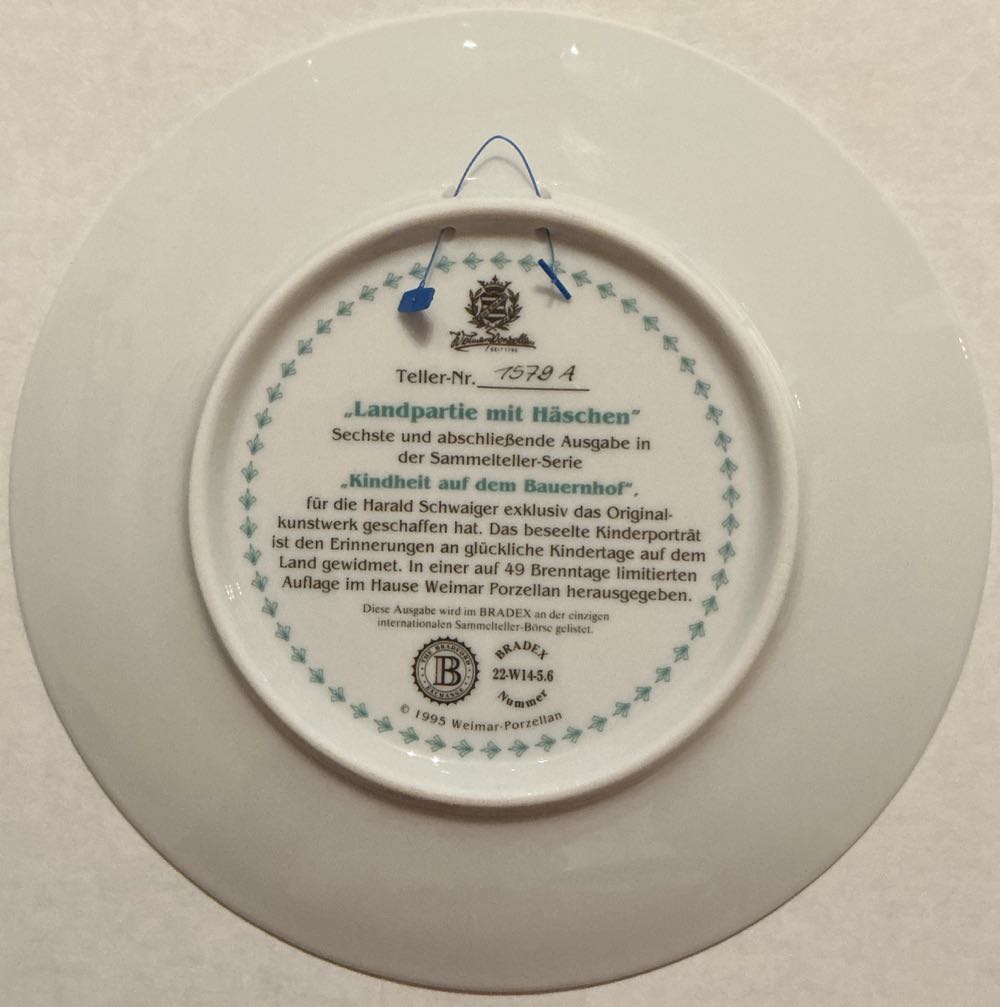 Weimar Porzellan
SEIT 1790
Teller-Nr. 1579 A
„Landpartie mit Häschen"
Sechste und abschließende Ausgabe in
der Sammelteller-Serie
„Kindheit auf dem Bauernhof",
für die Harald Schwaiger exklusiv das Original-
kunstwerk geschaffen hat. Das beseelte Kinderporträt
ist den Erinnerungen an glückliche Kindertage auf dem
Land gewidmet. In einer auf 49 Brenntage limitierten
Auflage im Hause Weimar Porzellan herausgegeben.
Diese Ausgabe wird im BRADEX an der einzigen
internationalen Sammelteller-Börse gelistet.
THE BRADFORD
B
EXCHANGE
BRADEX
22-W14-5.6
Nummer
© 1995 Weimar-Porzellan